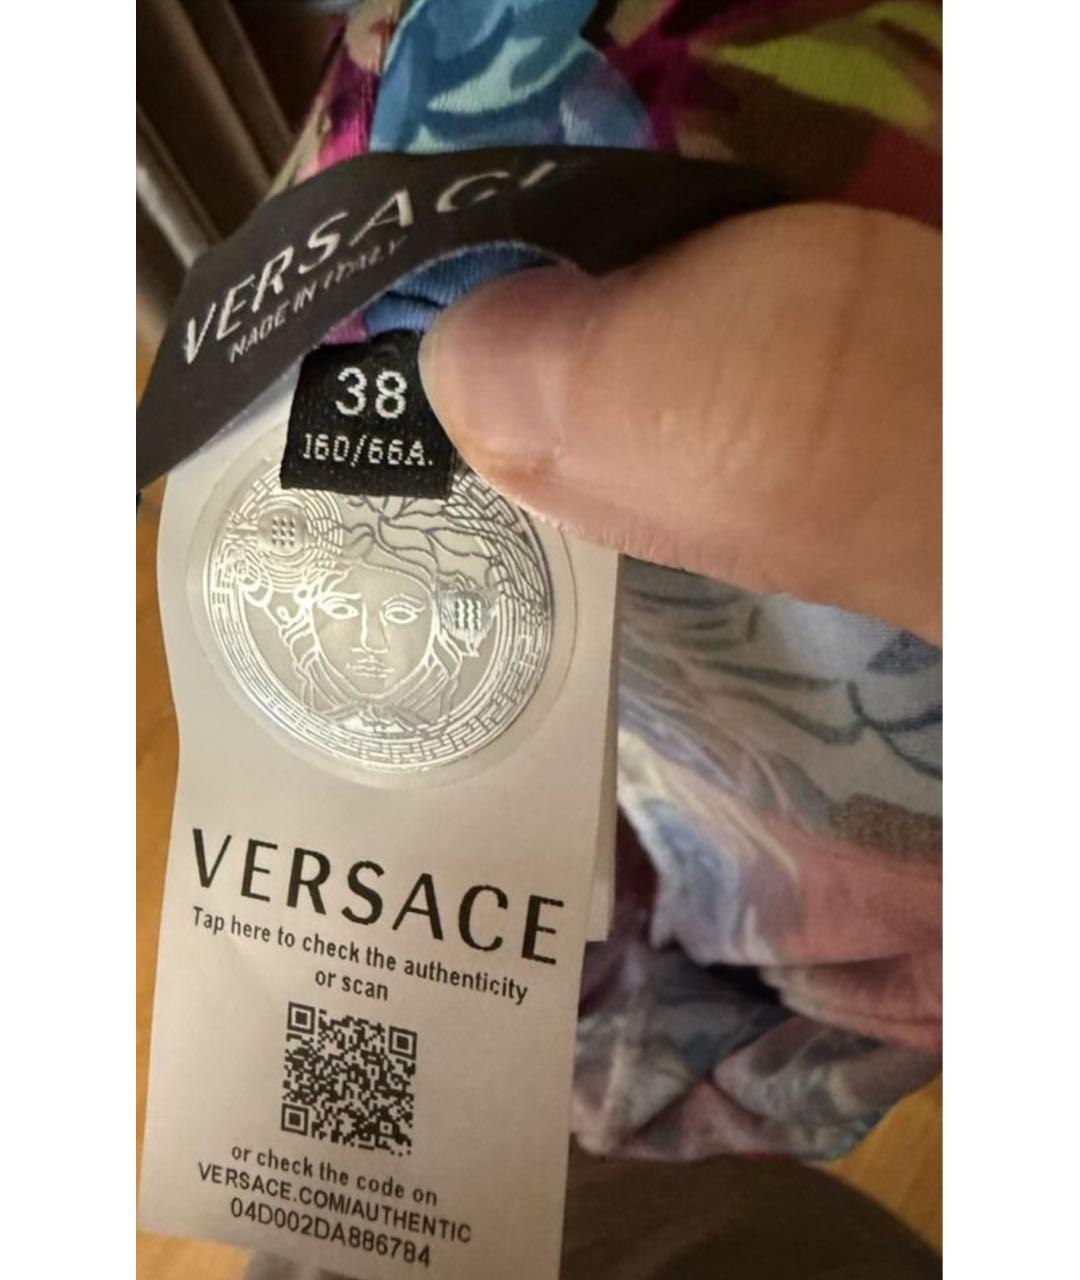 VERSACE
MADE IN ITALY
38
160/66A.
VERSACE
Tap here to check the authenticity
or scan
or check the code on
VERSACE.COM/AUTHENTIC
04D002DA886784